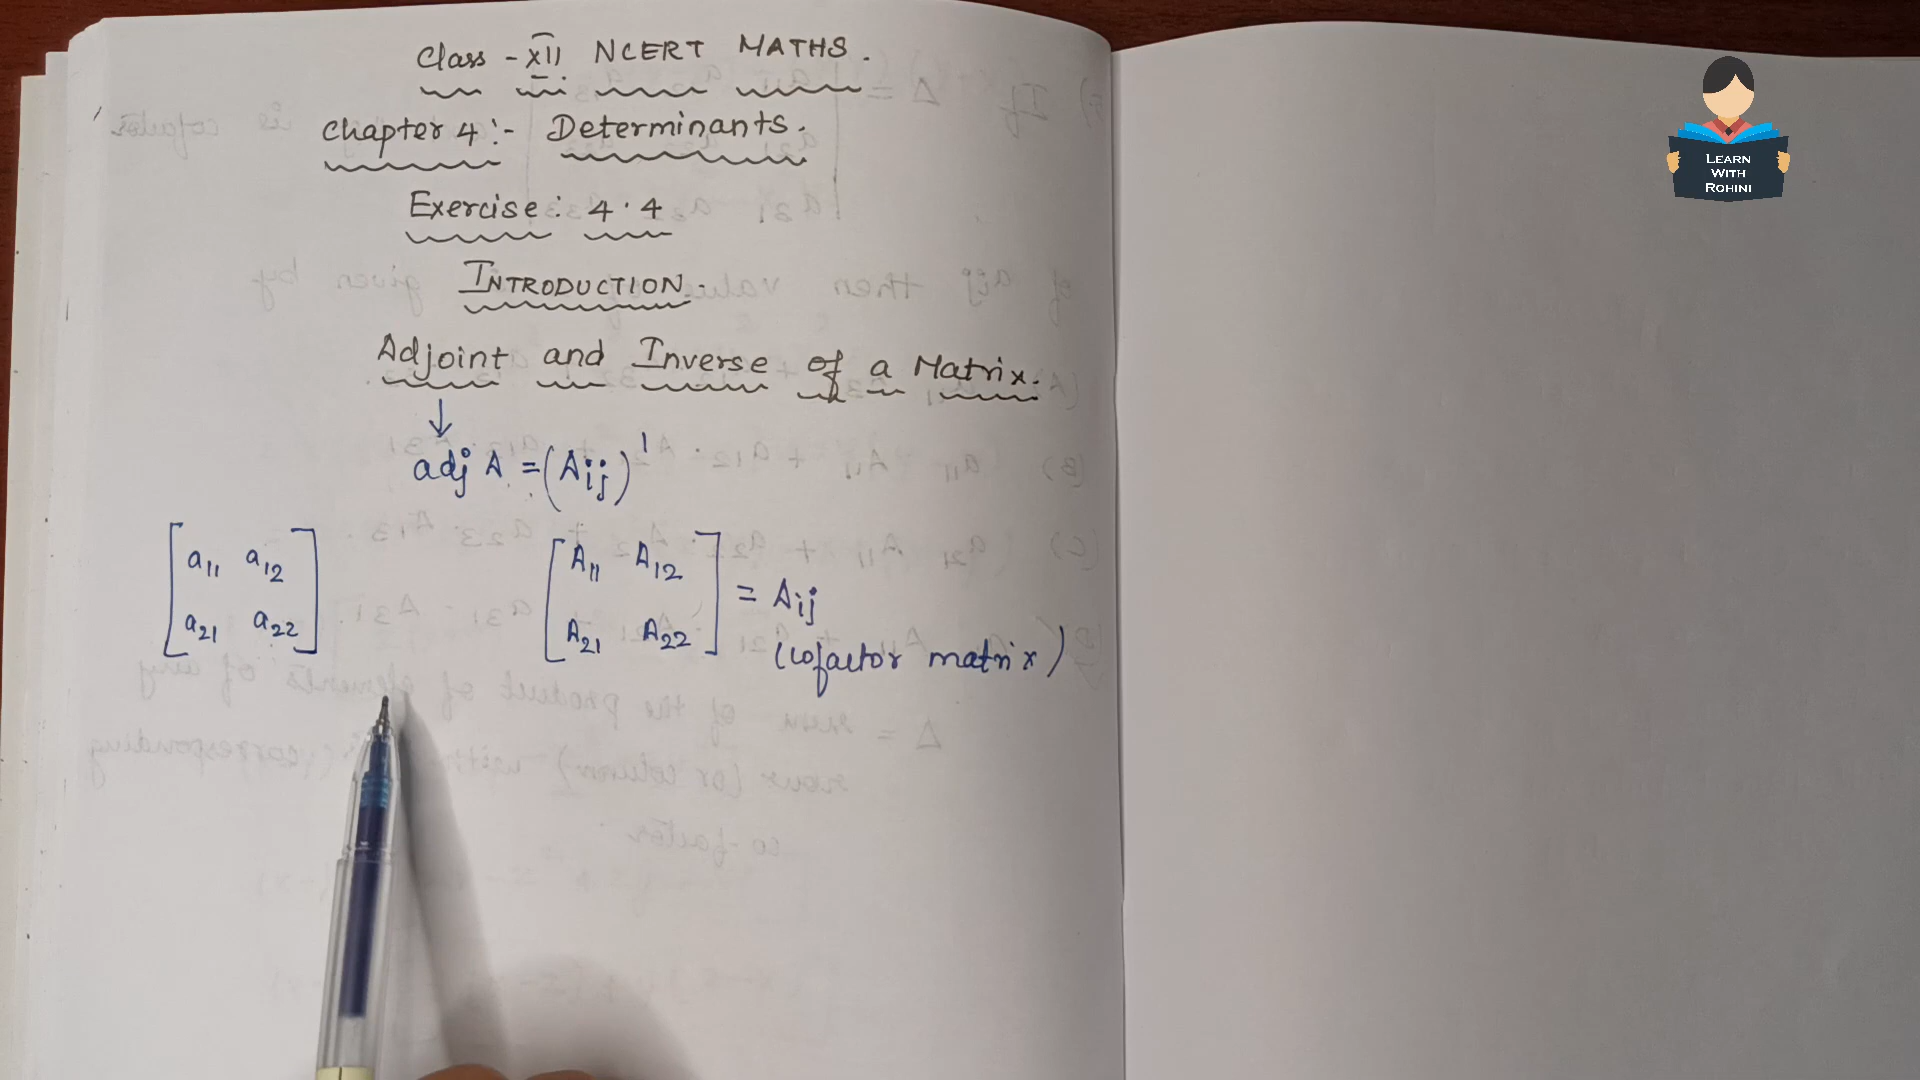 Class - XII NCERT MATHS.
Chapter 4:- Determinants.
Exercise: 4.4
INTRODUCTION.
Adjoint and Inverse of a Matrix.
↓
adj A = (Aij)'
[a11 a12
a21 a22]
[A11 A12
A21 A22] = Aij
(cofactor matrix)
LEARN
WITH
ROHINI